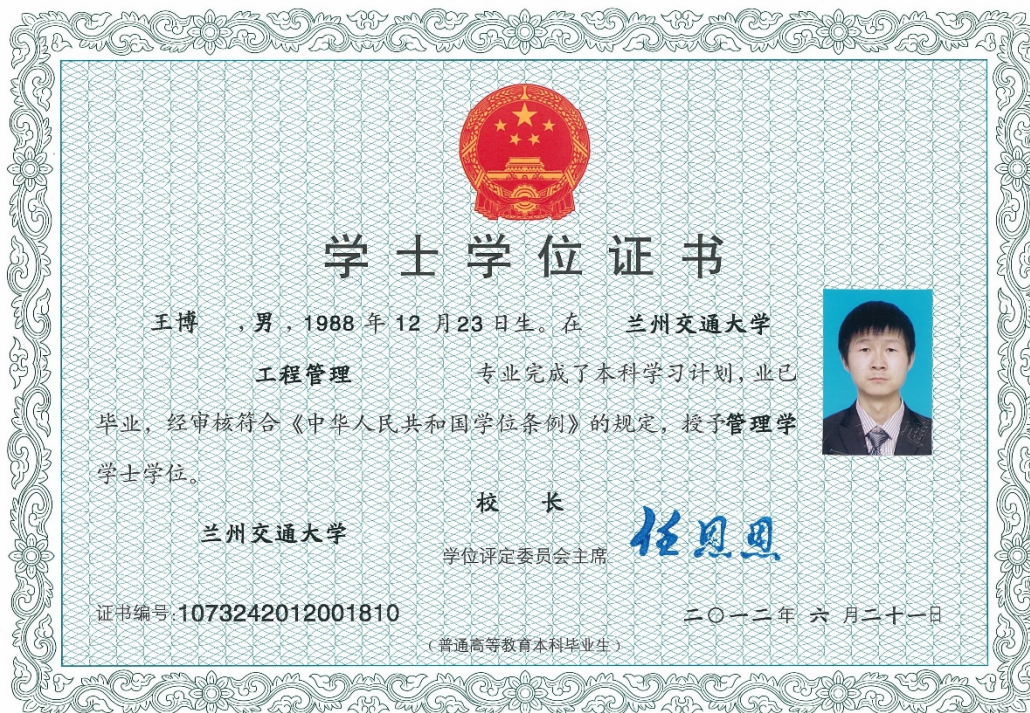 学士学位证书
王博 ，男，1988 年 12 月 23 日生。在 兰州交通大学
工程管理 专业完成了本科学习计划，业已
毕业，经审核符合《中华人民共和国学位条例》的规定，授予管理学
学士学位。
校 长
兰州交通大学
任恩恩
学位评定委员会主席
证书编号:1073242012001810
二〇一二年 六 月二十一日
（普通高等教育本科毕业生）